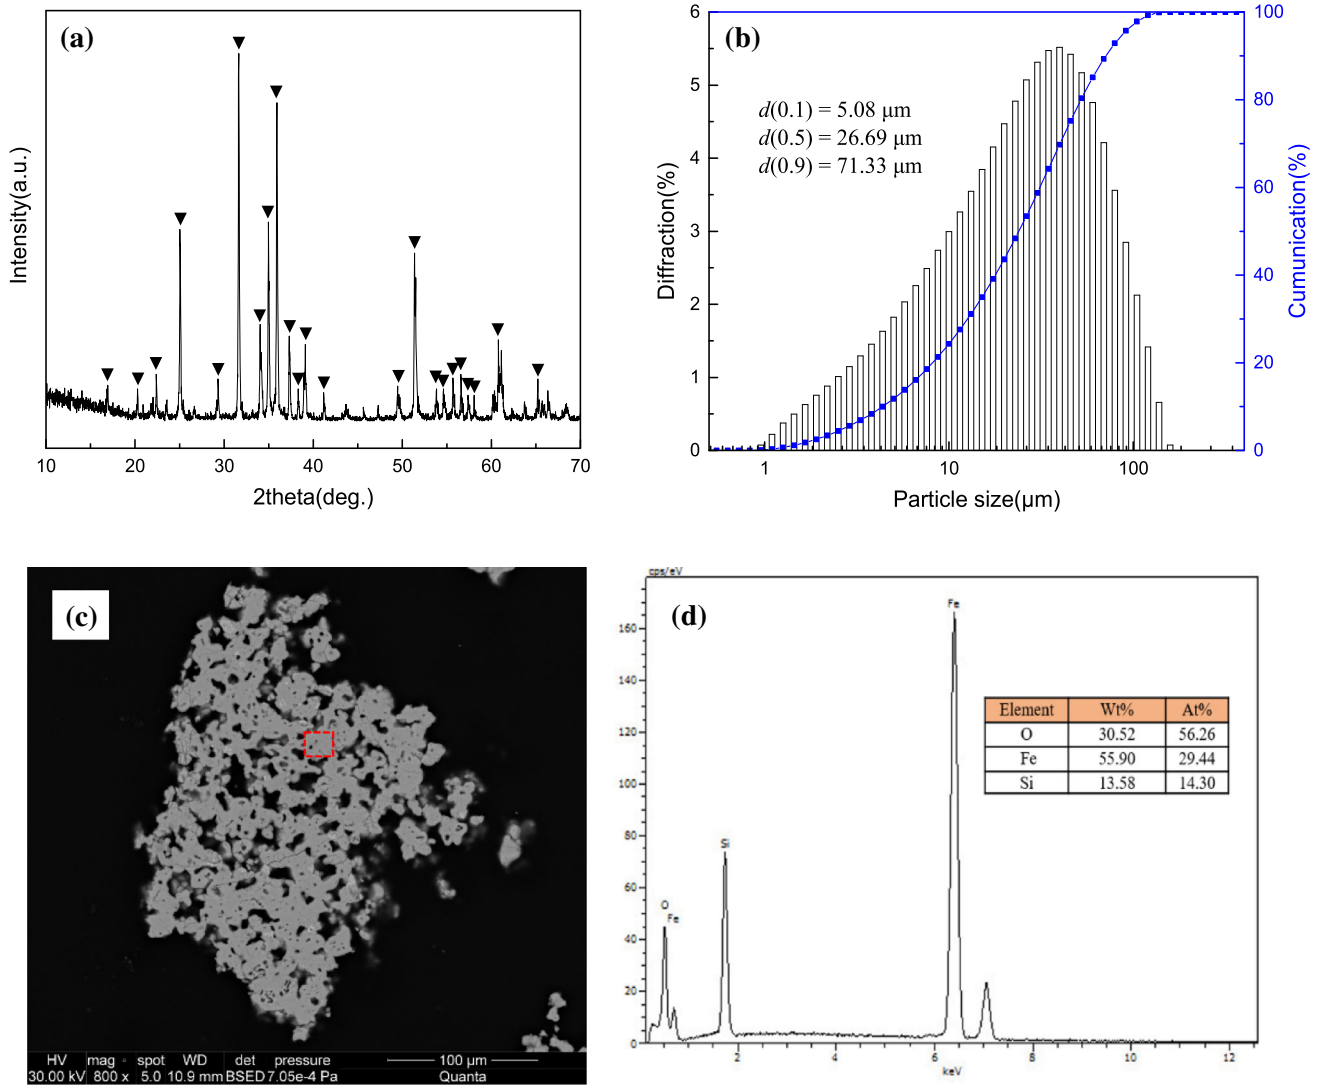 (a)
Intensity(a.u.)
10 20 30 40 50 60 70
2theta(deg.)
(b)
d(0.1) = 5.08 μm
d(0.5) = 26.69 μm
d(0.9) = 71.33 μm
Diffraction(%)
6
5
4
3
2
1
0
Cumunication(%)
100
80
60
40
20
0
1 10 100
Particle size(μm)
(c)
HV mag spot WD det pressure 100 μm
30.00 kV 800 x 5.0 10.9 mm BSED 7.05e-4 Pa Quanta
(d)
cps/eV
160
140
120
100
80
60
40
20
0
O
Fe
Si
Fe
Element Wt% At%
O 30.52 56.26
Fe 55.90 29.44
Si 13.58 14.30
2 4 6 8 10 12
keV